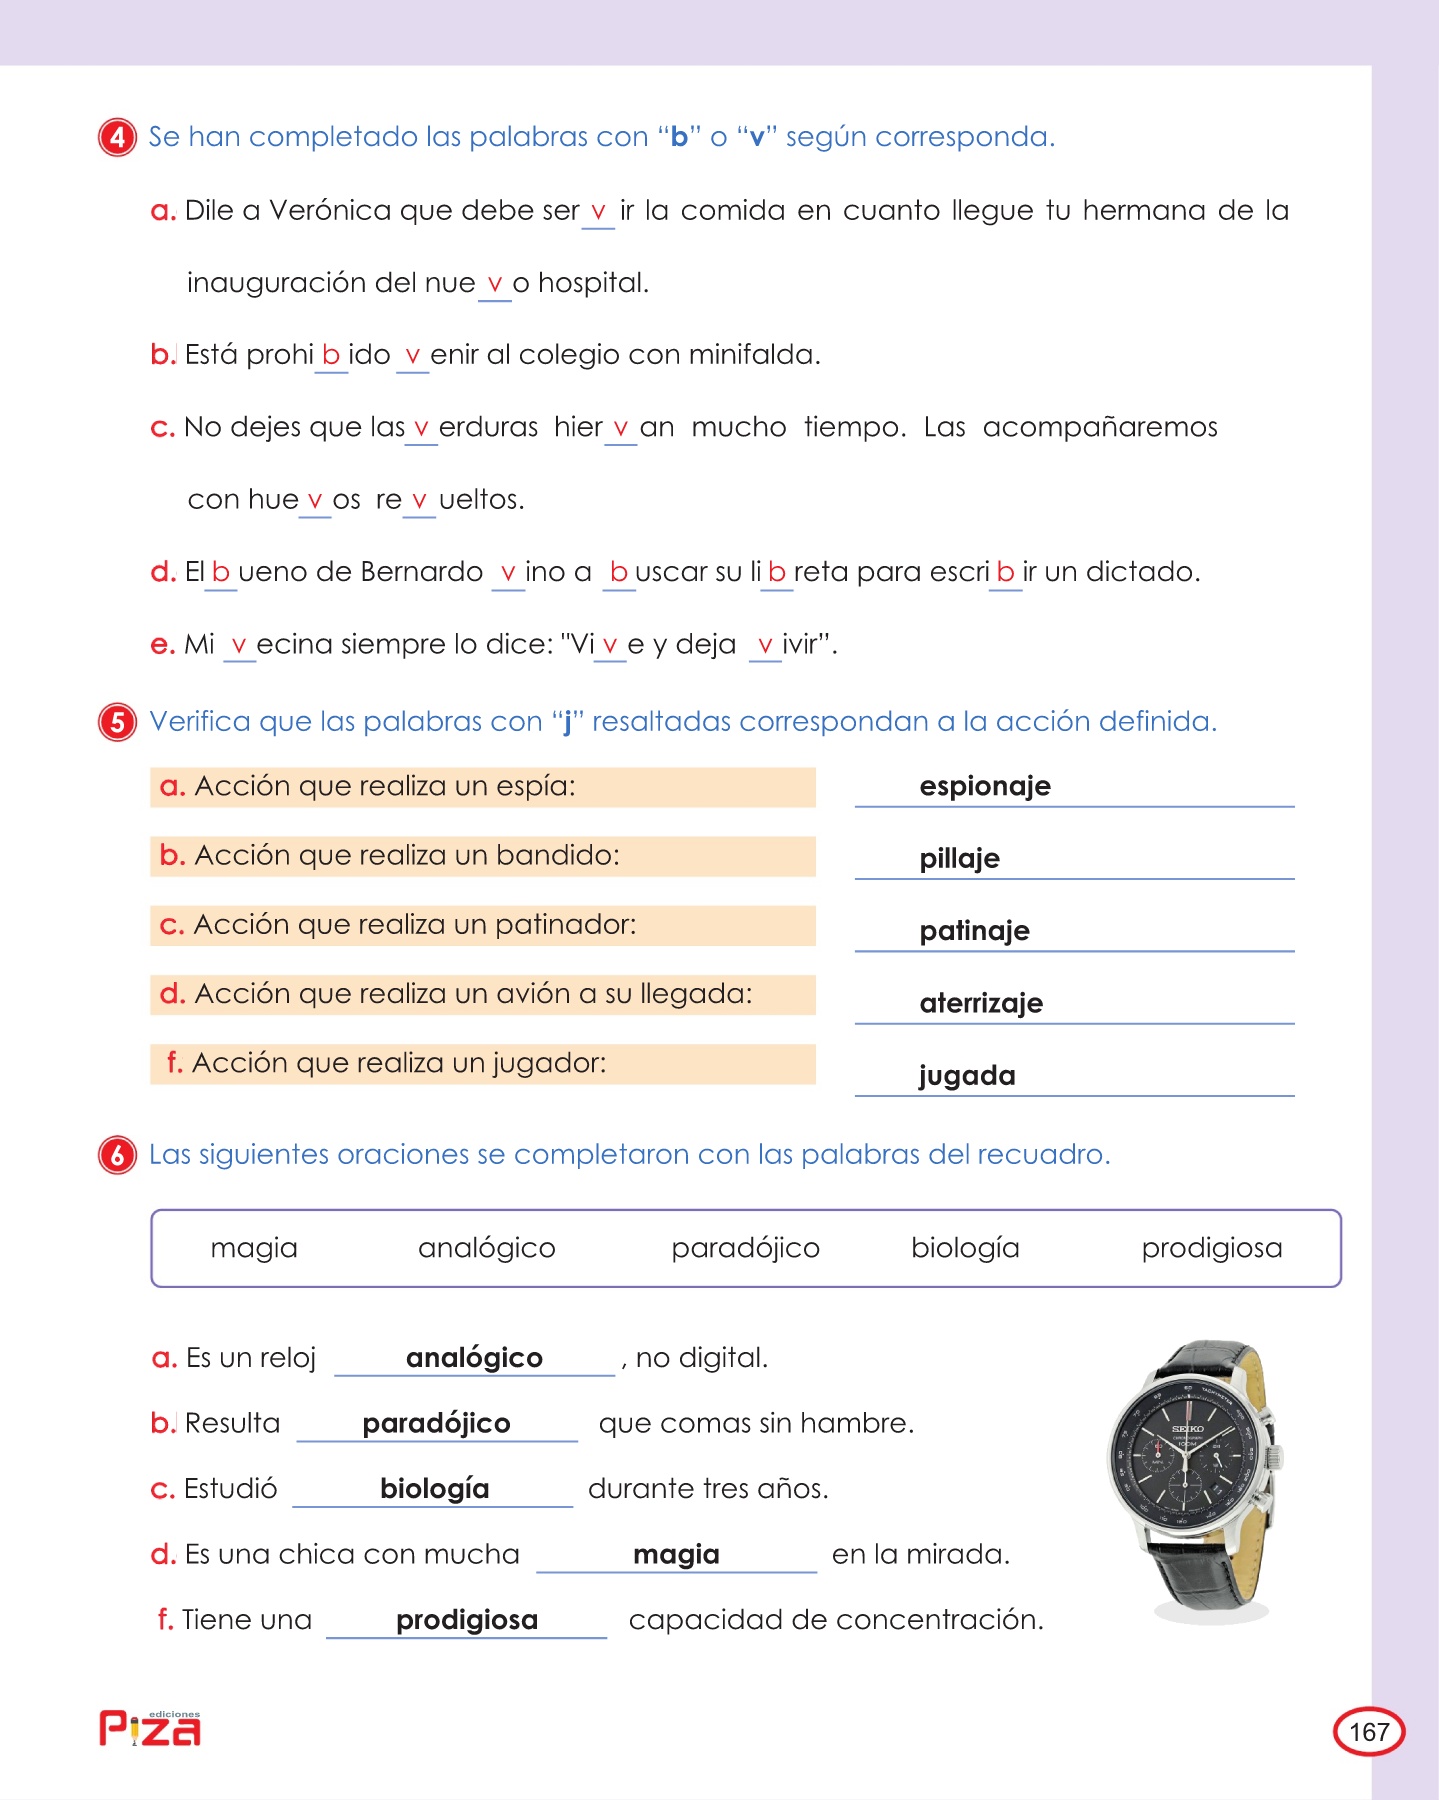 4 Se han completado las palabras con “b” o “v” según corresponda.
a. Dile a Verónica que debe ser v ir la comida en cuanto llegue tu hermana de la
inauguración del nue v o hospital.
b. Está prohi b ido v enir al colegio con minifalda.
c. No dejes que las v erduras hier v an mucho tiempo. Las acompañaremos
con hue v os re v ueltos.
d. El b ueno de Bernardo v ino a b uscar su li b reta para escri b ir un dictado.
e. Mi v ecina siempre lo dice: "Vi v e y deja v ivir”.
5 Verifica que las palabras con “j” resaltadas correspondan a la acción definida.
a. Acción que realiza un espía: espionaje
b. Acción que realiza un bandido: pillaje
c. Acción que realiza un patinador: patinaje
d. Acción que realiza un avión a su llegada: aterrizaje
f. Acción que realiza un jugador: jugada
6 Las siguientes oraciones se completaron con las palabras del recuadro.
magia analógico paradójico biología prodigiosa
a. Es un reloj analógico , no digital.
b. Resulta paradójico que comas sin hambre.
c. Estudió biología durante tres años.
d. Es una chica con mucha magia en la mirada.
f. Tiene una prodigiosa capacidad de concentración.
SEIKO
100M
TACHYMETER
ediciones
Piza
167